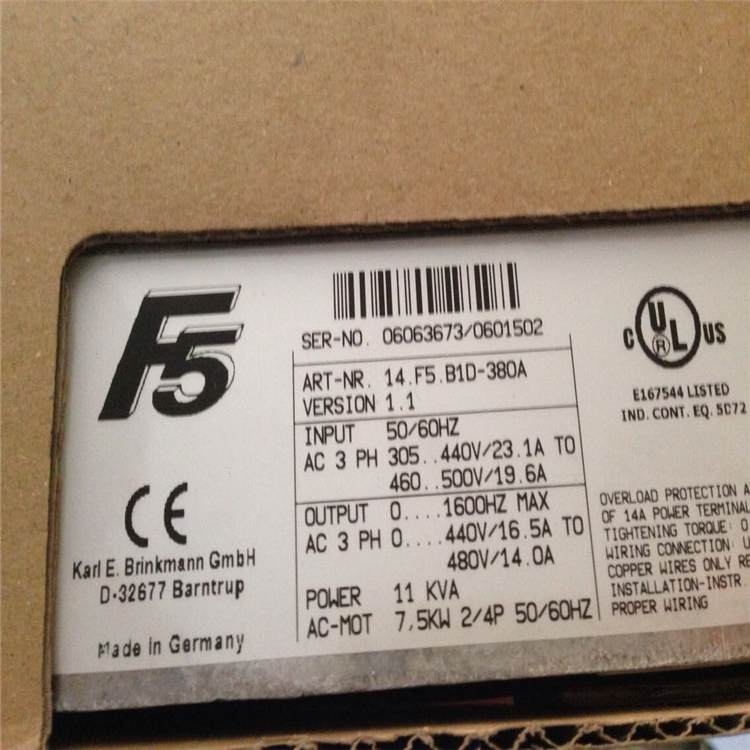 F5
CE
Karl E. Brinkmann GmbH
D-32677 Barntrup
Made in Germany
SER-NO. 06063673/0601502
ART-NR. 14.F5.B1D-380A
VERSION 1.1
INPUT 50/60HZ
AC 3 PH 305..440V/23.1A TO
460..500V/19.6A
OUTPUT 0....1600HZ MAX
AC 3 PH 0....440V/16.5A TO
480V/14.0A
POWER 11 KVA
AC-MOT 7,5KW 2/4P 50/60HZ
C UL US
®
E167544 LISTED
IND. CONT. EQ. 5D72
OVERLOAD PROTECTION A
OF 14A POWER TERMINAL
TIGHTENING TORQUE: 0
WIRING CONNECTION: U
COPPER WIRES ONLY RE
INSTALLATION-INSTR
PROPER WIRING